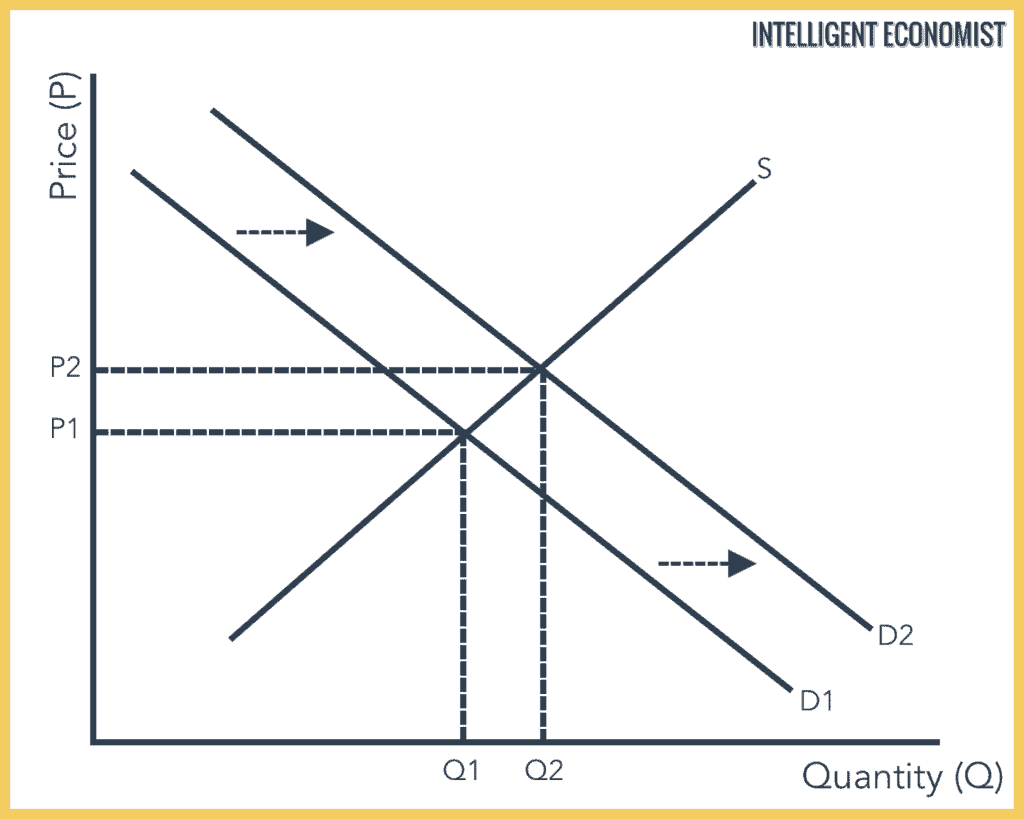 INTELLIGENT ECONOMIST
Price (P)
S
P2
P1
D2
D1
Q1 Q2
Quantity (Q)